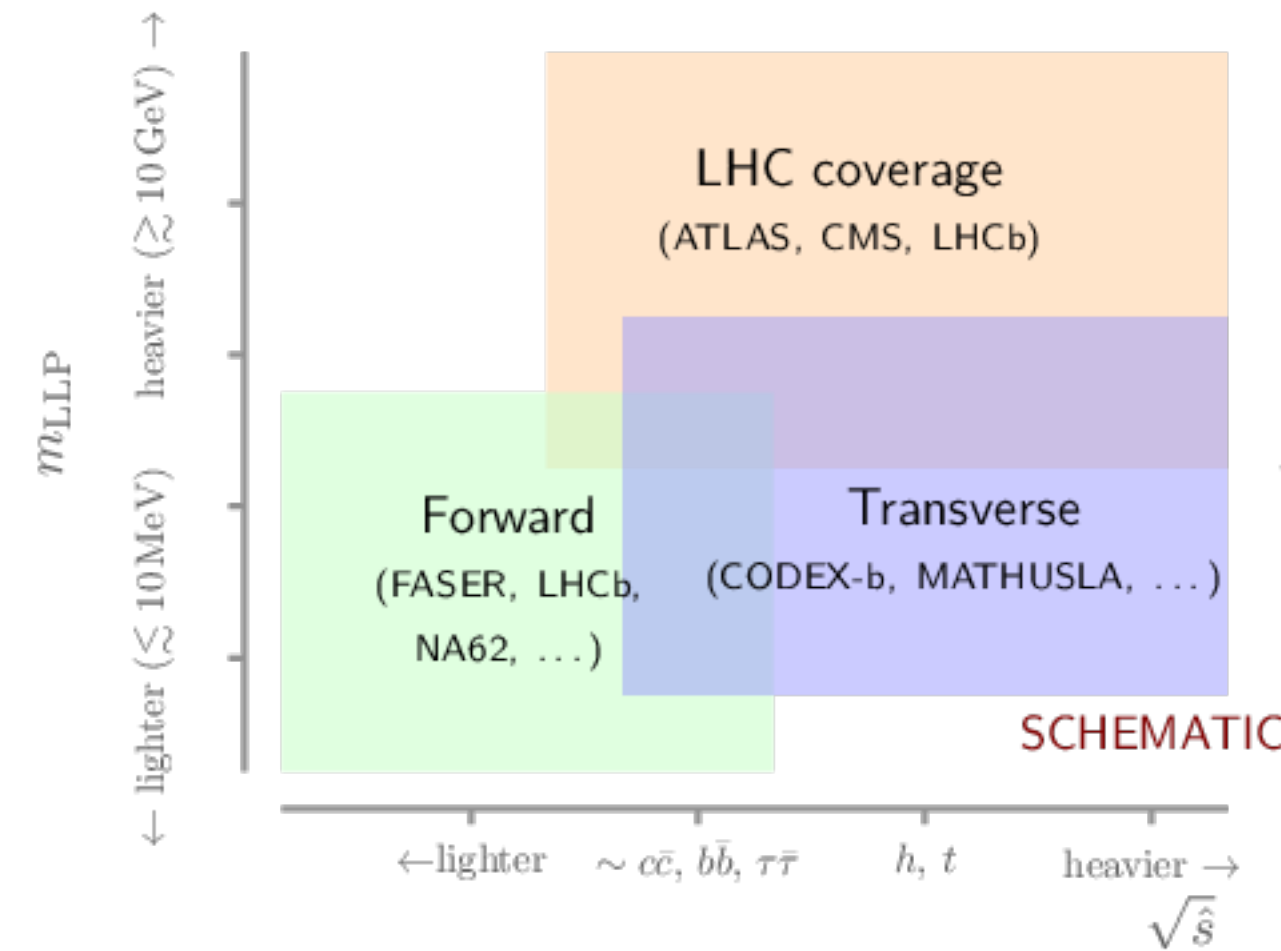 LHC coverage
(ATLAS, CMS, LHCb)
Forward
(FASER, LHCb,
NA62, ...)
Transverse
(CODEX-b, MATHUSLA, ...)
SCHEMATIC
m_LLP
← lighter (≲ 10 MeV)
heavier (≳ 10 GeV) →
←lighter
∼ cc̄, bb̄, ττ̄
h, t
heavier →
√ŝ